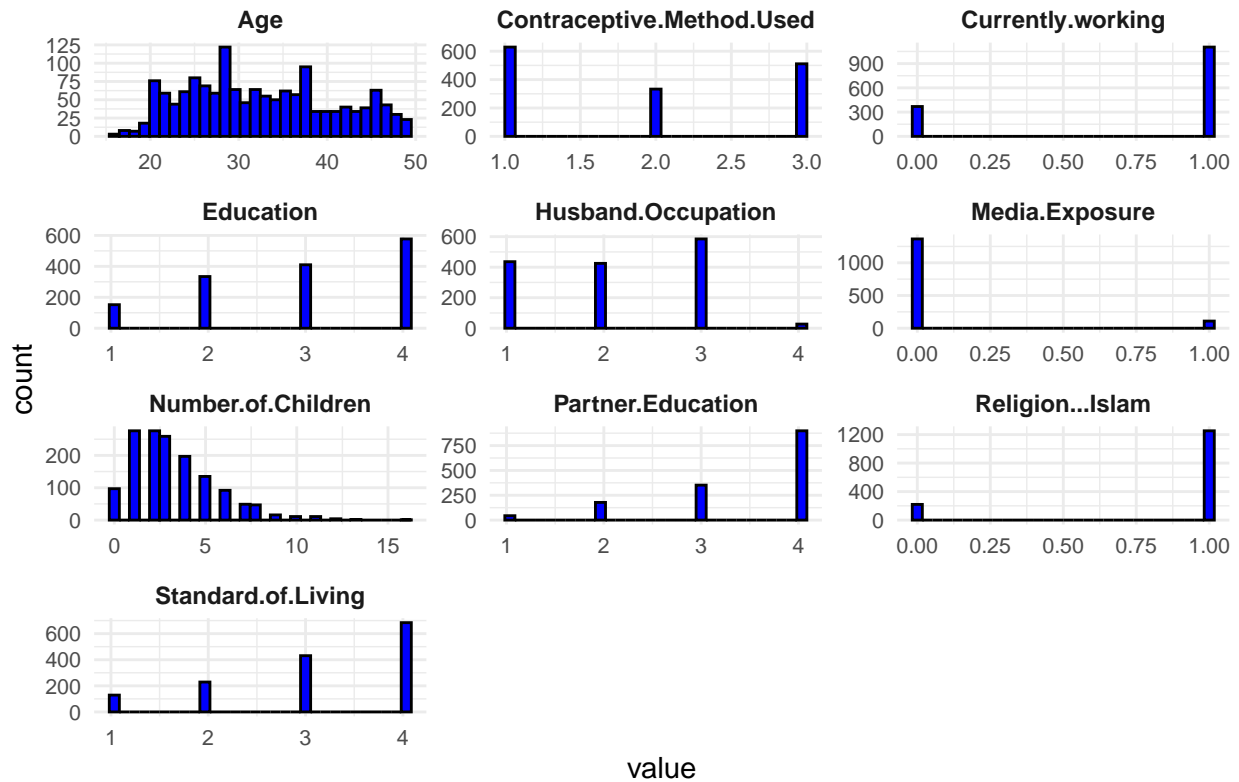 Age
125
100
75
50
25
0
20 30 40 50
Contraceptive.Method.Used
600
400
200
0
1.0 1.5 2.0 2.5 3.0
Currently.working
900
600
300
0
0.00 0.25 0.50 0.75 1.00
Education
600
400
200
0
1 2 3 4
Husband.Occupation
600
400
200
0
1 2 3 4
Media.Exposure
1000
500
0
0.00 0.25 0.50 0.75 1.00
Number.of.Children
200
100
0
0 5 10 15
Partner.Education
750
500
250
0
1 2 3 4
Religion...Islam
1200
800
400
0
0.00 0.25 0.50 0.75 1.00
Standard.of.Living
600
400
200
0
1 2 3 4
count
value